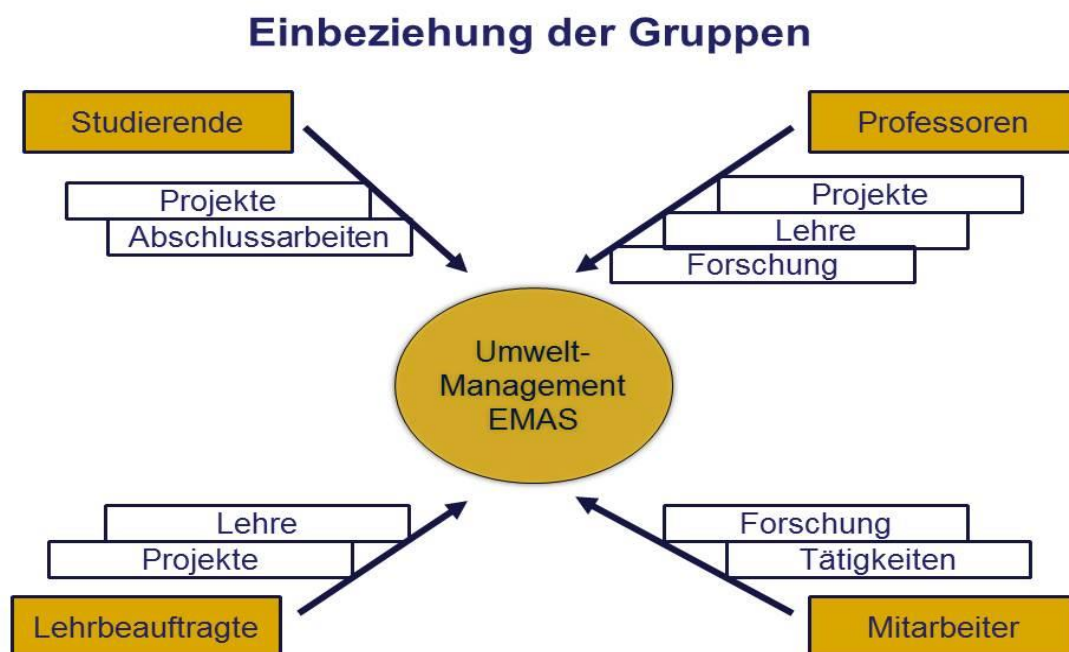 Einbeziehung der Gruppen
Studierende
Professoren
Projekte
Abschlussarbeiten
Projekte
Lehre
Forschung
Umwelt-
Management
EMAS
Lehre
Projekte
Forschung
Tätigkeiten
Lehrbeauftragte
Mitarbeiter